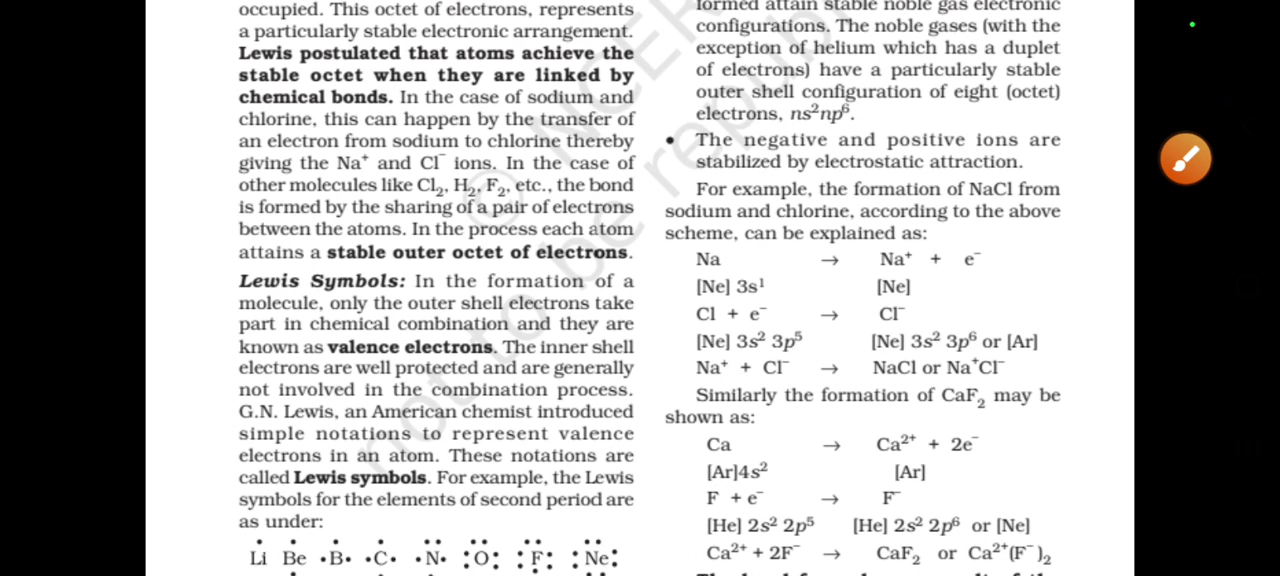 occupied. This octet of electrons, represents
a particularly stable electronic arrangement.
Lewis postulated that atoms achieve the
stable octet when they are linked by
chemical bonds. In the case of sodium and
chlorine, this can happen by the transfer of
an electron from sodium to chlorine thereby
giving the Na⁺ and Cl⁻ ions. In the case of
other molecules like Cl₂, H₂, F₂, etc., the bond
is formed by the sharing of a pair of electrons
between the atoms. In the process each atom
attains a stable outer octet of electrons.
Lewis Symbols: In the formation of a
molecule, only the outer shell electrons take
part in chemical combination and they are
known as valence electrons. The inner shell
electrons are well protected and are generally
not involved in the combination process.
G.N. Lewis, an American chemist introduced
simple notations to represent valence
electrons in an atom. These notations are
called Lewis symbols. For example, the Lewis
symbols for the elements of second period are
as under:
Li Be B C N O F Ne
formed attain stable noble gas electronic
configurations. The noble gases (with the
exception of helium which has a duplet
of electrons) have a particularly stable
outer shell configuration of eight (octet)
electrons, ns²np⁶.
• The negative and positive ions are
stabilized by electrostatic attraction.
For example, the formation of NaCl from
sodium and chlorine, according to the above
scheme, can be explained as:
Na → Na⁺ + e⁻
[Ne] 3s¹ [Ne]
Cl + e⁻ → Cl⁻
[Ne] 3s² 3p⁵ [Ne] 3s² 3p⁶ or [Ar]
Na⁺ + Cl⁻ → NaCl or Na⁺Cl⁻
Similarly the formation of CaF₂ may be
shown as:
Ca → Ca²⁺ + 2e⁻
[Ar]4s² [Ar]
F + e⁻ → F⁻
[He] 2s² 2p⁵ [He] 2s² 2p⁶ or [Ne]
Ca²⁺ + 2F⁻ → CaF₂ or Ca²⁺(F⁻)₂
© NCER
not to be republ